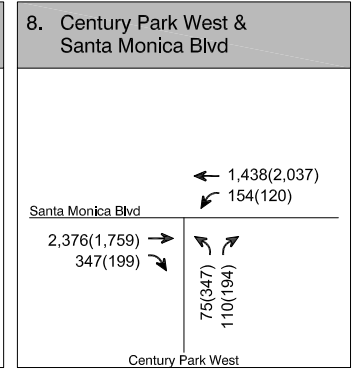 8. Century Park West &
Santa Monica Blvd
1,438(2,037)
154(120)
Santa Monica Blvd
2,376(1,759)
347(199)
75(347)
110(194)
Century Park West